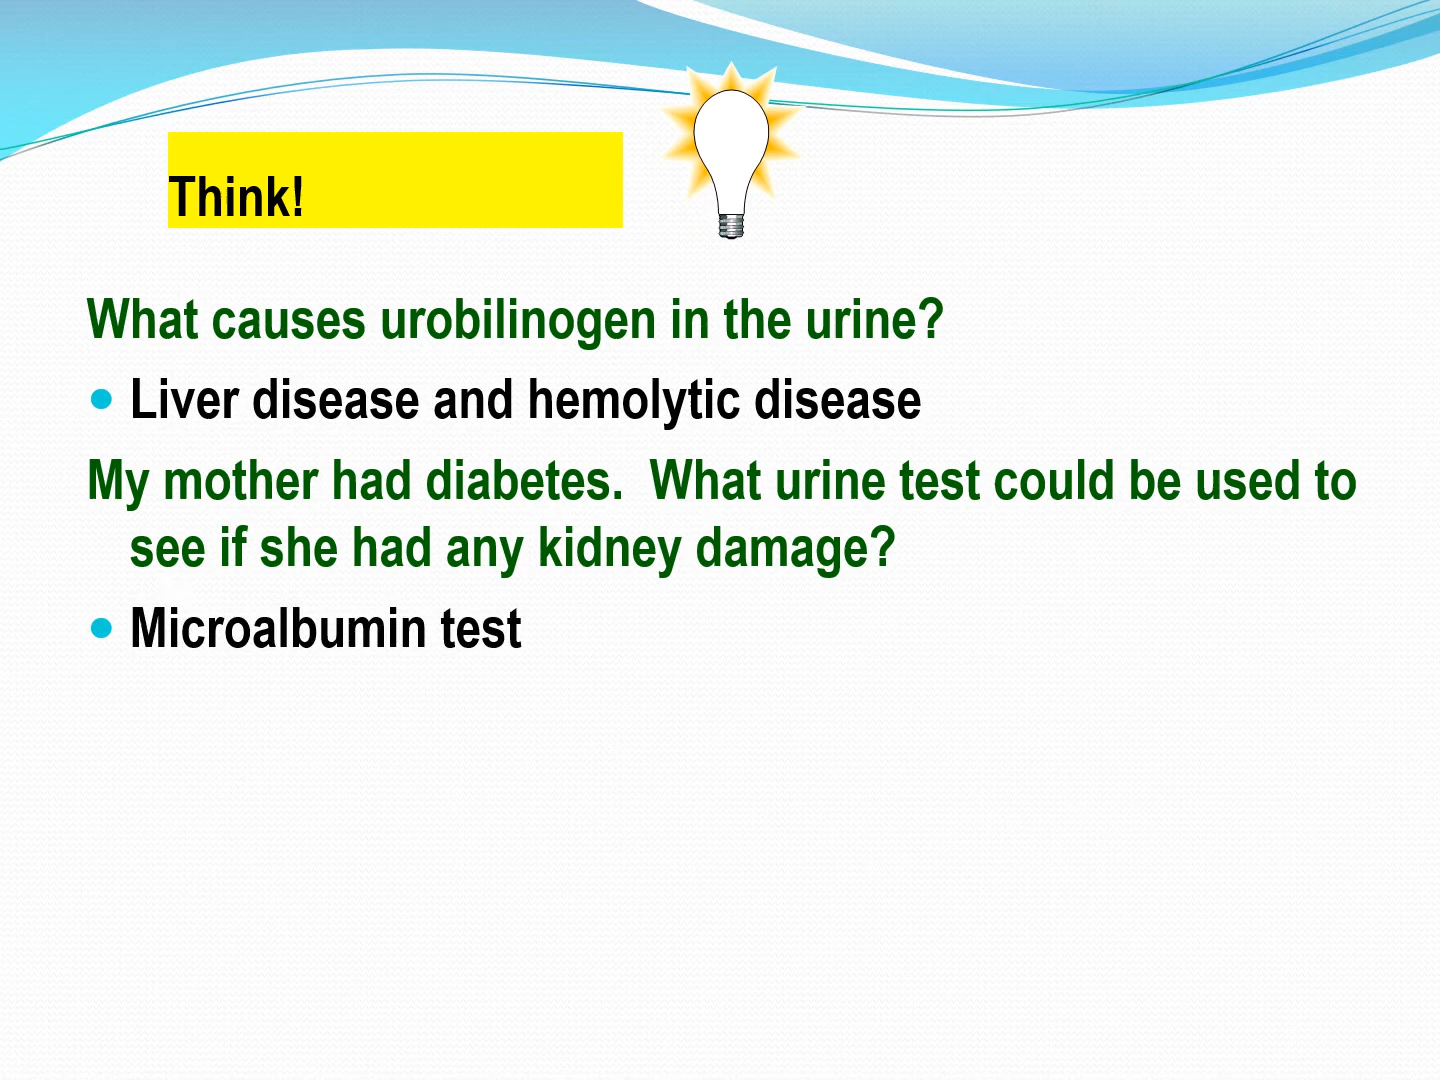 Think!
What causes urobilinogen in the urine?
Liver disease and hemolytic disease
My mother had diabetes.  What urine test could be used to
see if she had any kidney damage?
Microalbumin test